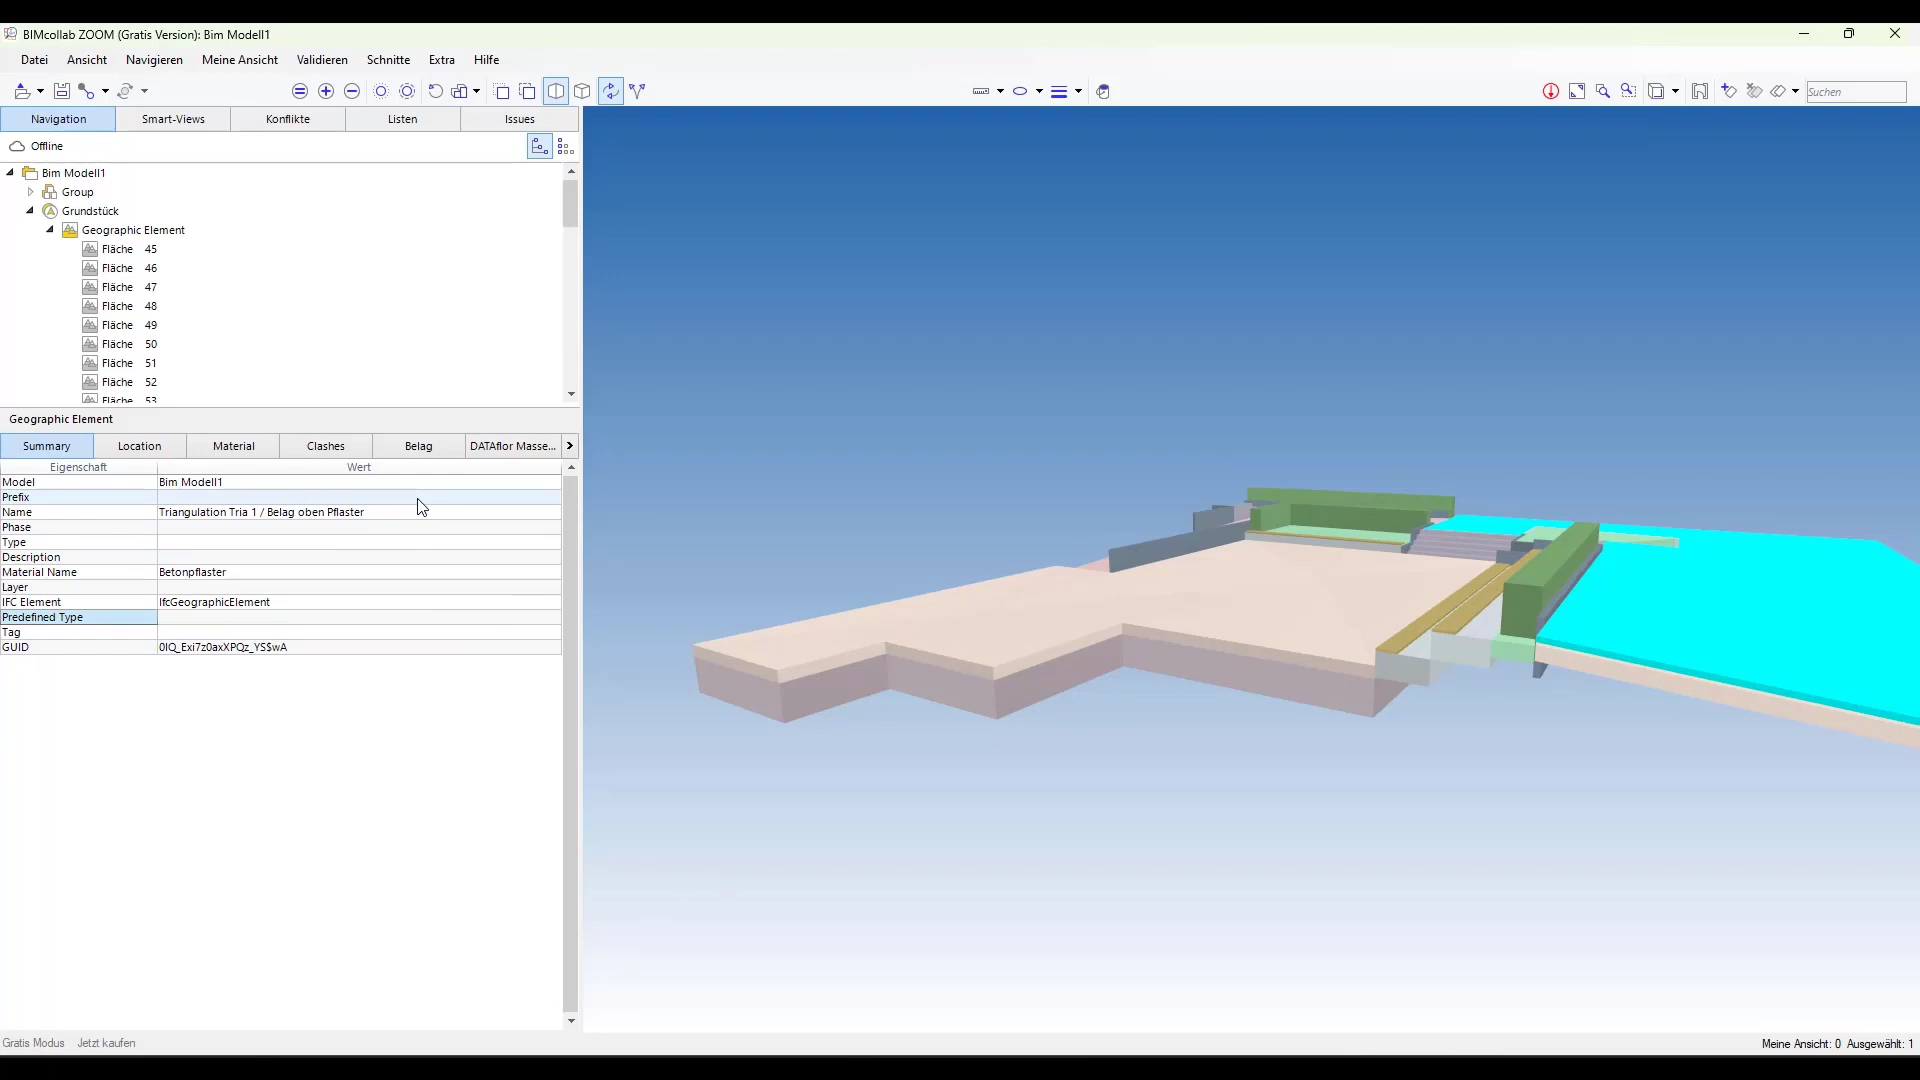 BIMcollab ZOOM (Gratis Version): Bim Modell1
Datei Ansicht Navigieren Meine Ansicht Validieren Schnitte Extra Hilfe
Suchen
Navigation Smart-Views Konflikte Listen Issues
Offline
Bim Modell1
Group
Grundstück
Geographic Element
Fläche 45
Fläche 46
Fläche 47
Fläche 48
Fläche 49
Fläche 50
Fläche 51
Fläche 52
Fläche 53
Geographic Element
Summary Location Material Clashes Belag DATAflor Masse...
Eigenschaft Wert
Model Bim Modell1
Prefix
Name Triangulation Tria 1 / Belag oben Pflaster
Phase
Type
Description
Material Name Betonpflaster
Layer
IFC Element IfcGeographicElement
Predefined Type
Tag
GUID 0IQ_Exi7z0axXPQz_YS$wA
Gratis Modus Jetzt kaufen
Meine Ansicht: 0 Ausgewählt: 1